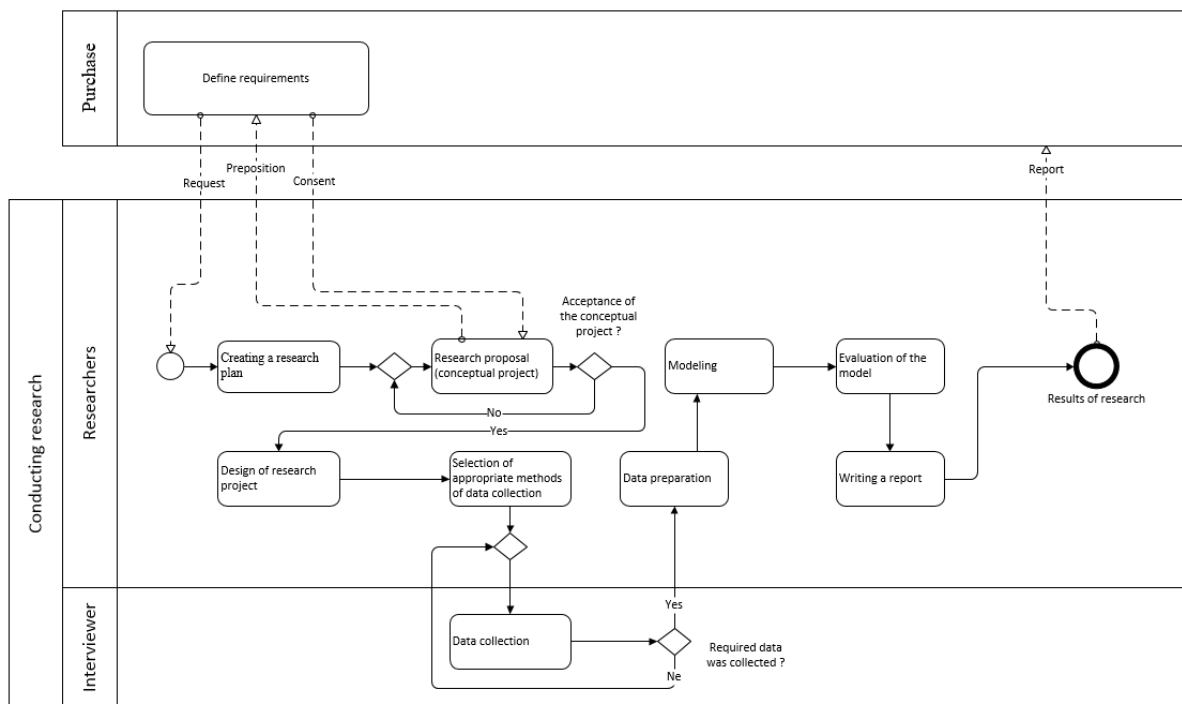 Purchase
Define requirements
Request
Preposition
Consent
Report
Conducting research
Researchers
Creating a research
plan
Research proposal
(conceptual project)
Acceptance of
the conceptual
project ?
No
Yes
Modeling
Evaluation of the
model
Results of research
Design of research
project
Selection of
appropriate methods
of data collection
Data preparation
Writing a report
Interviewer
Data collection
Yes
Ne
Required data
was collected ?